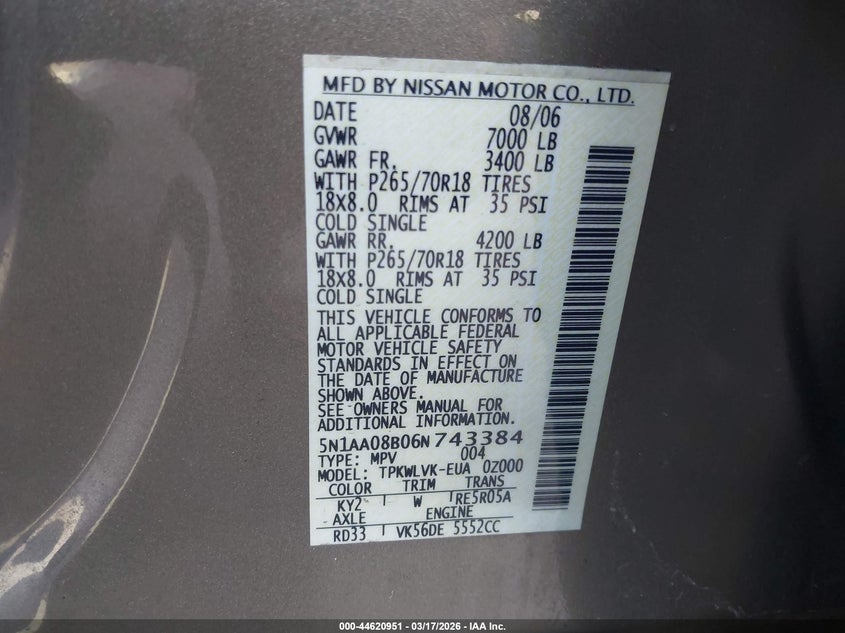 MFD BY NISSAN MOTOR CO., LTD.
DATE 08/06
GVWR 7000 LB
GAWR FR. 3400 LB
WITH P265/70R18 TIRES
18X8.0 RIMS AT 35 PSI
COLD SINGLE
GAWR RR. 4200 LB
WITH P265/70R18 TIRES
18X8.0 RIMS AT 35 PSI
COLD SINGLE
THIS VEHICLE CONFORMS TO
ALL APPLICABLE FEDERAL
MOTOR VEHICLE SAFETY
STANDARDS IN EFFECT ON
THE DATE OF MANUFACTURE
SHOWN ABOVE.
SEE OWNERS MANUAL FOR
ADDITIONAL INFORMATION.
5N1AA08B06N743384
TYPE: MPV 004
MODEL: TPKWLVK-EUA 0Z000
COLOR TRIM TRANS
KY2 W RE5R05A
AXLE ENGINE
RD33 VK56DE 5552CC
000-44620951 | 03/17/2026 | IAA Inc.